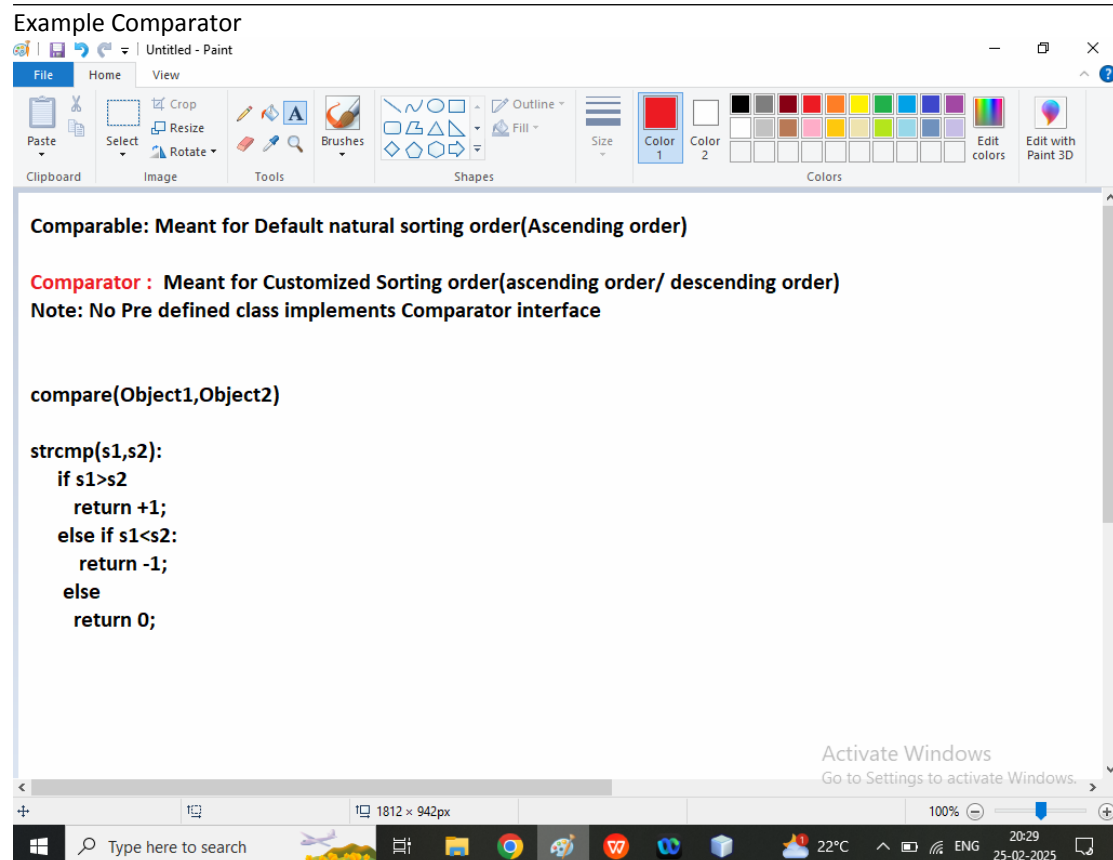 Example Comparator
Untitled - Paint
File Home View
Paste
Select
Crop
Resize
Rotate
A
Brushes
Outline
Fill
Size
Color 1
Color 2
Edit colors
Edit with Paint 3D
Clipboard Image Tools Shapes Colors
Comparable: Meant for Default natural sorting order(Ascending order)
Comparator : Meant for Customized Sorting order(ascending order/ descending order)
Note: No Pre defined class implements Comparator interface
compare(Object1,Object2)
strcmp(s1,s2):
if s1>s2
return +1;
else if s1<s2:
return -1;
else
return 0;
Activate Windows
Go to Settings to activate Windows.
1812 × 942px 100%
Type here to search
1
22°C ENG
20:29
25-02-2025